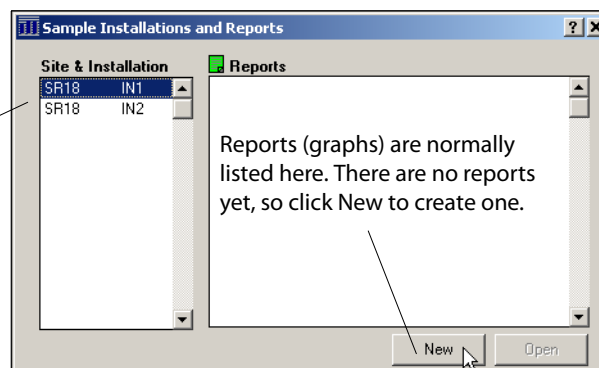 Sample Installations and Reports
Site & Installation
Reports
SR18 IN1
SR18 IN2
Reports (graphs) are normally
listed here. There are no reports
yet, so click New to create one.
New
Open